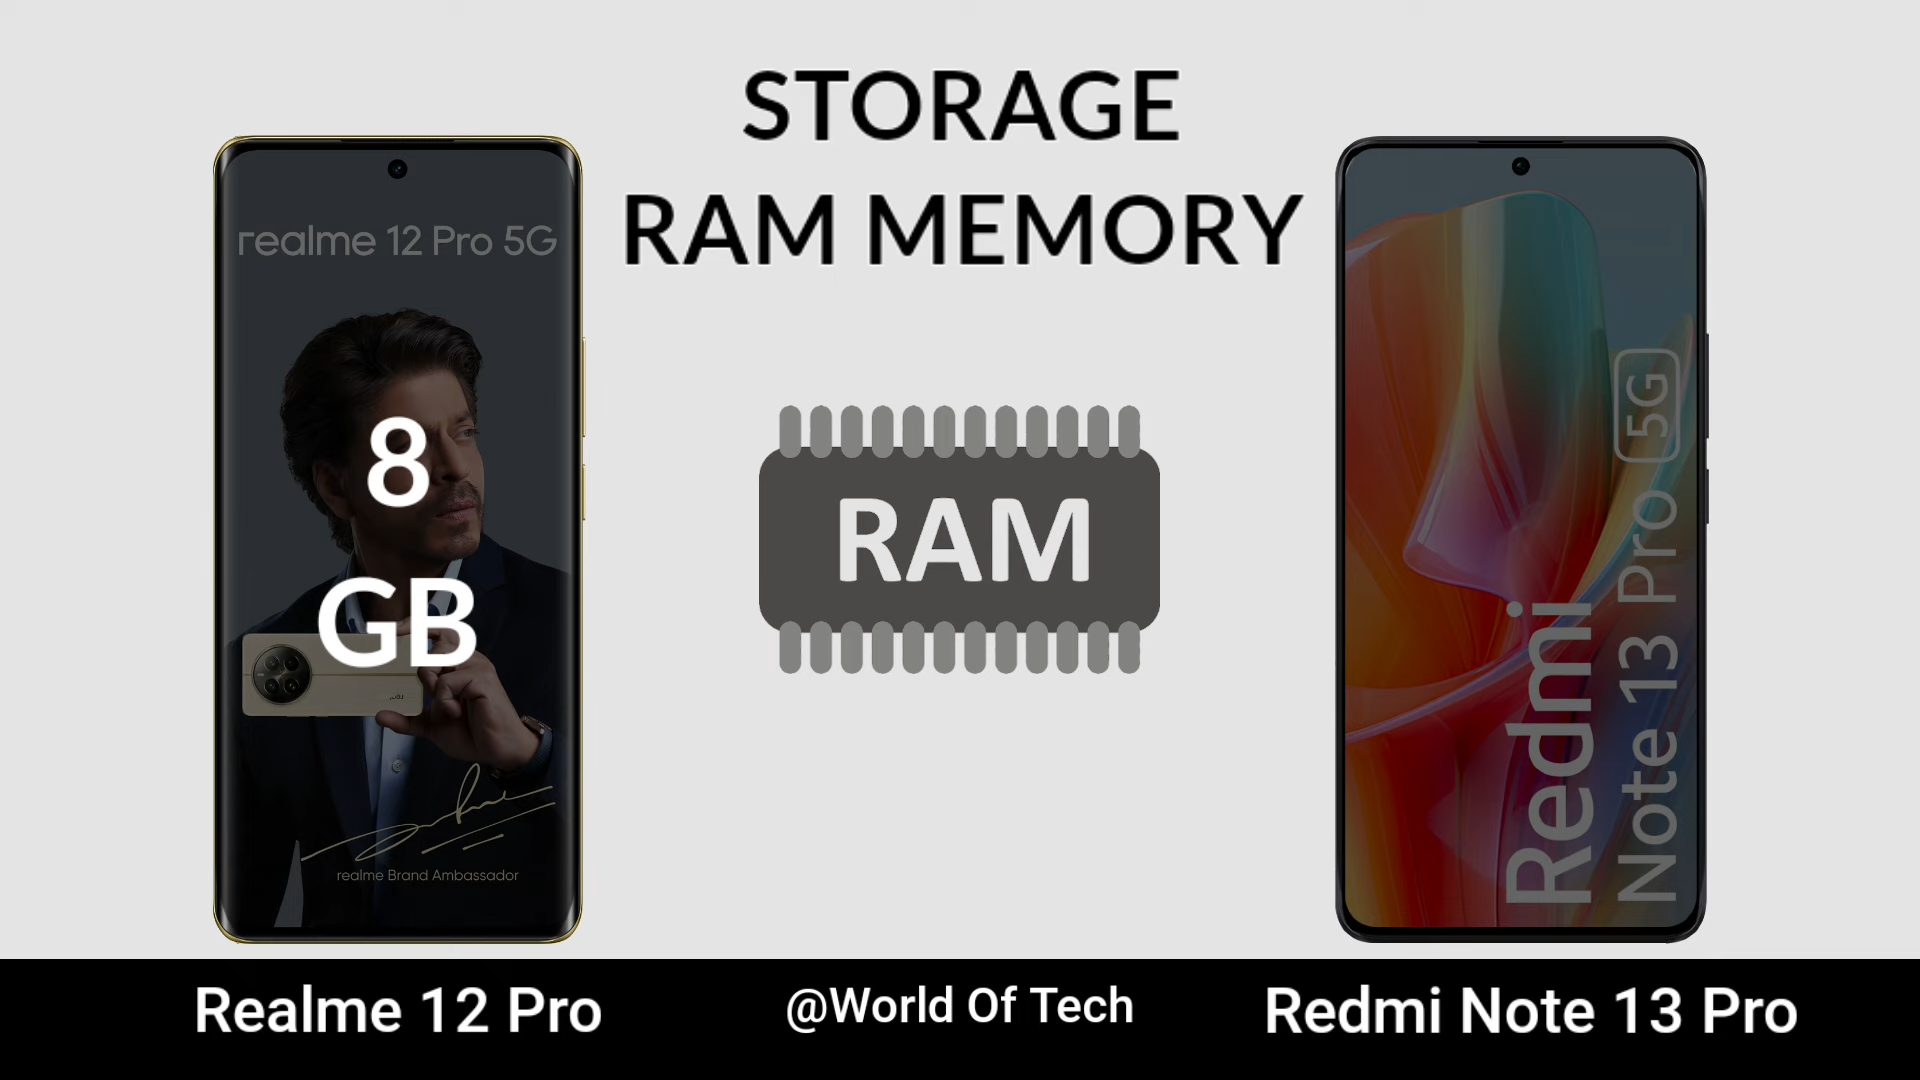 STORAGE
RAM MEMORY
realme 12 Pro 5G
8
GB
realme Brand Ambassador
RAM
Redmi
Note 13 Pro 5G
Realme 12 Pro
@World Of Tech
Redmi Note 13 Pro